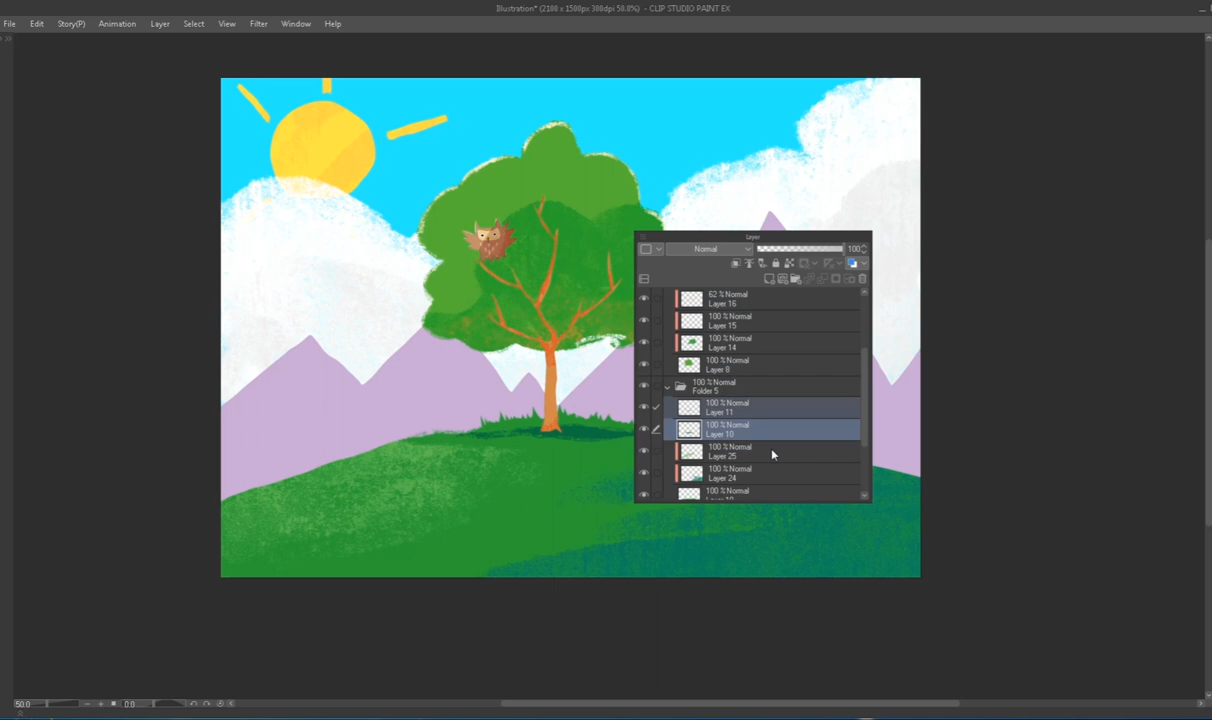 Illustration* (2100 x 1500px 300dpi 50.0%) - CLIP STUDIO PAINT EX
File Edit Story(P) Animation Layer Select View Filter Window Help
Layer
Normal 100
62 % Normal
Layer 16
100 % Normal
Layer 15
100 % Normal
Layer 14
100 % Normal
Layer 8
100 % Normal
Folder 5
100 % Normal
Layer 11
100 % Normal
Layer 10
100 % Normal
Layer 25
100 % Normal
Layer 24
100 % Normal
50.0 0.0